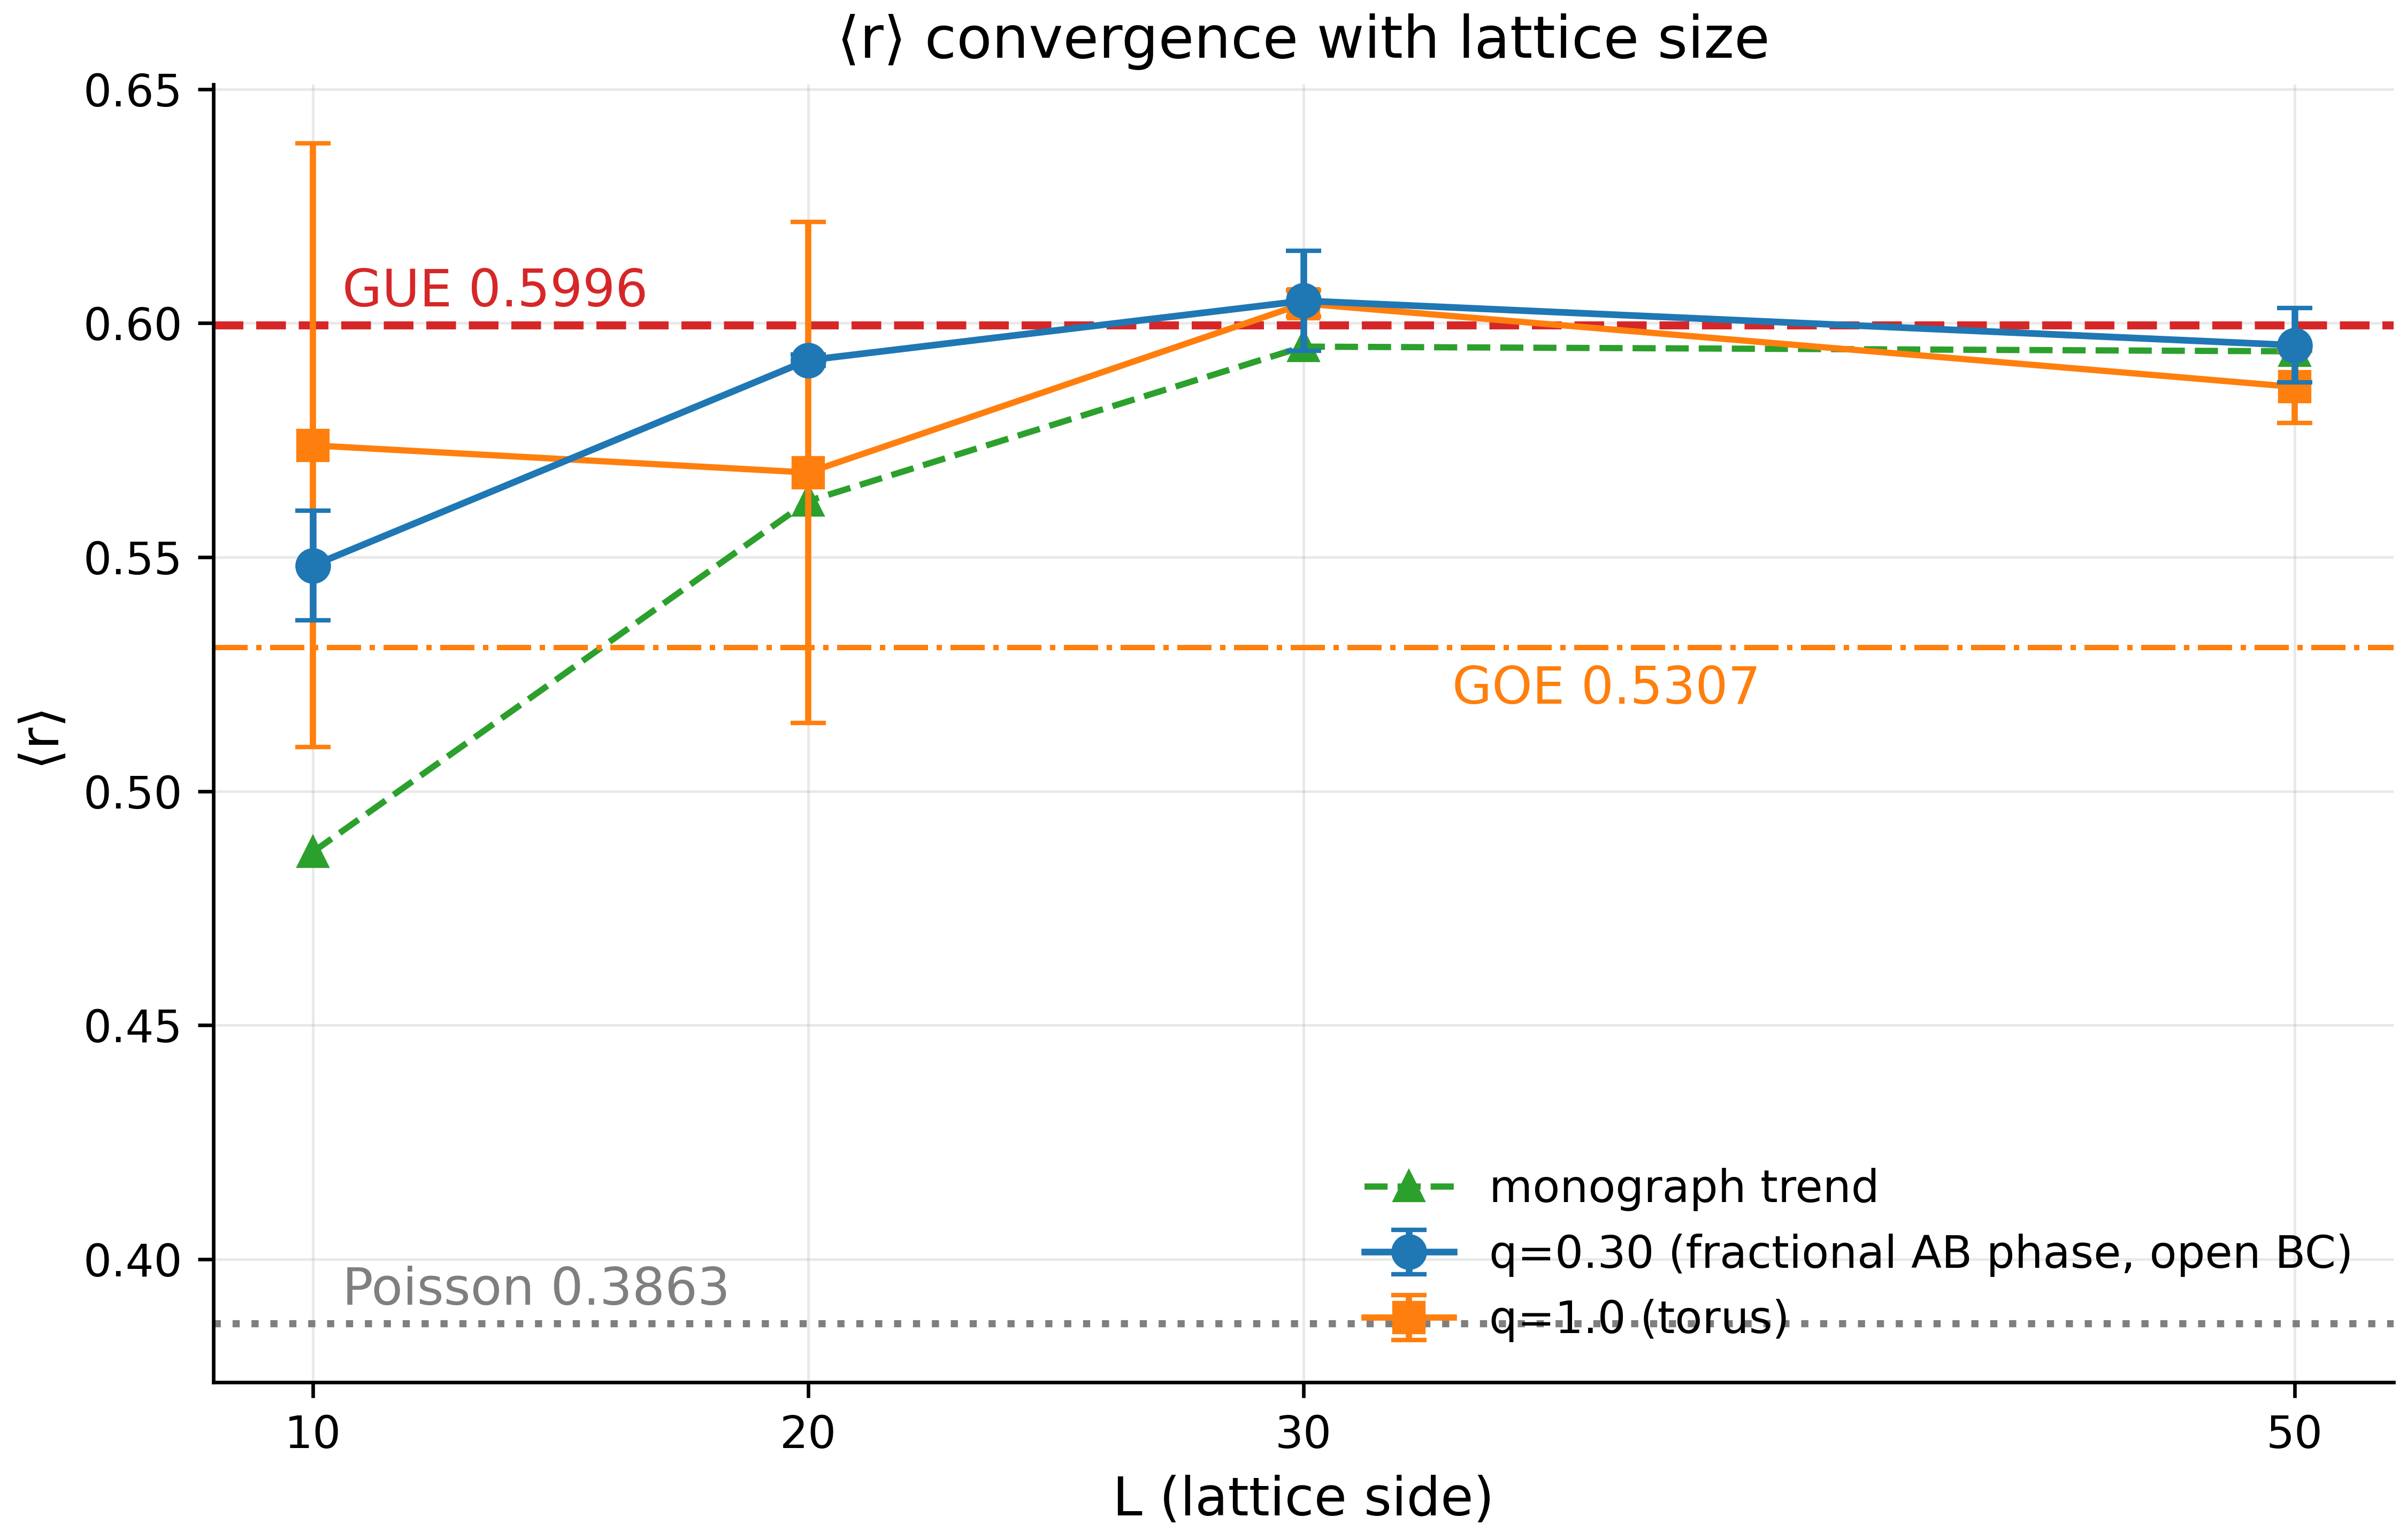 ⟨r⟩ convergence with lattice size
0.65
0.60
0.55
0.50
0.45
0.40
⟨r⟩
GUE 0.5996
GOE 0.5307
Poisson 0.3863
monograph trend
q=0.30 (fractional AB phase, open BC)
q=1.0 (torus)
10
20
30
50
L (lattice side)